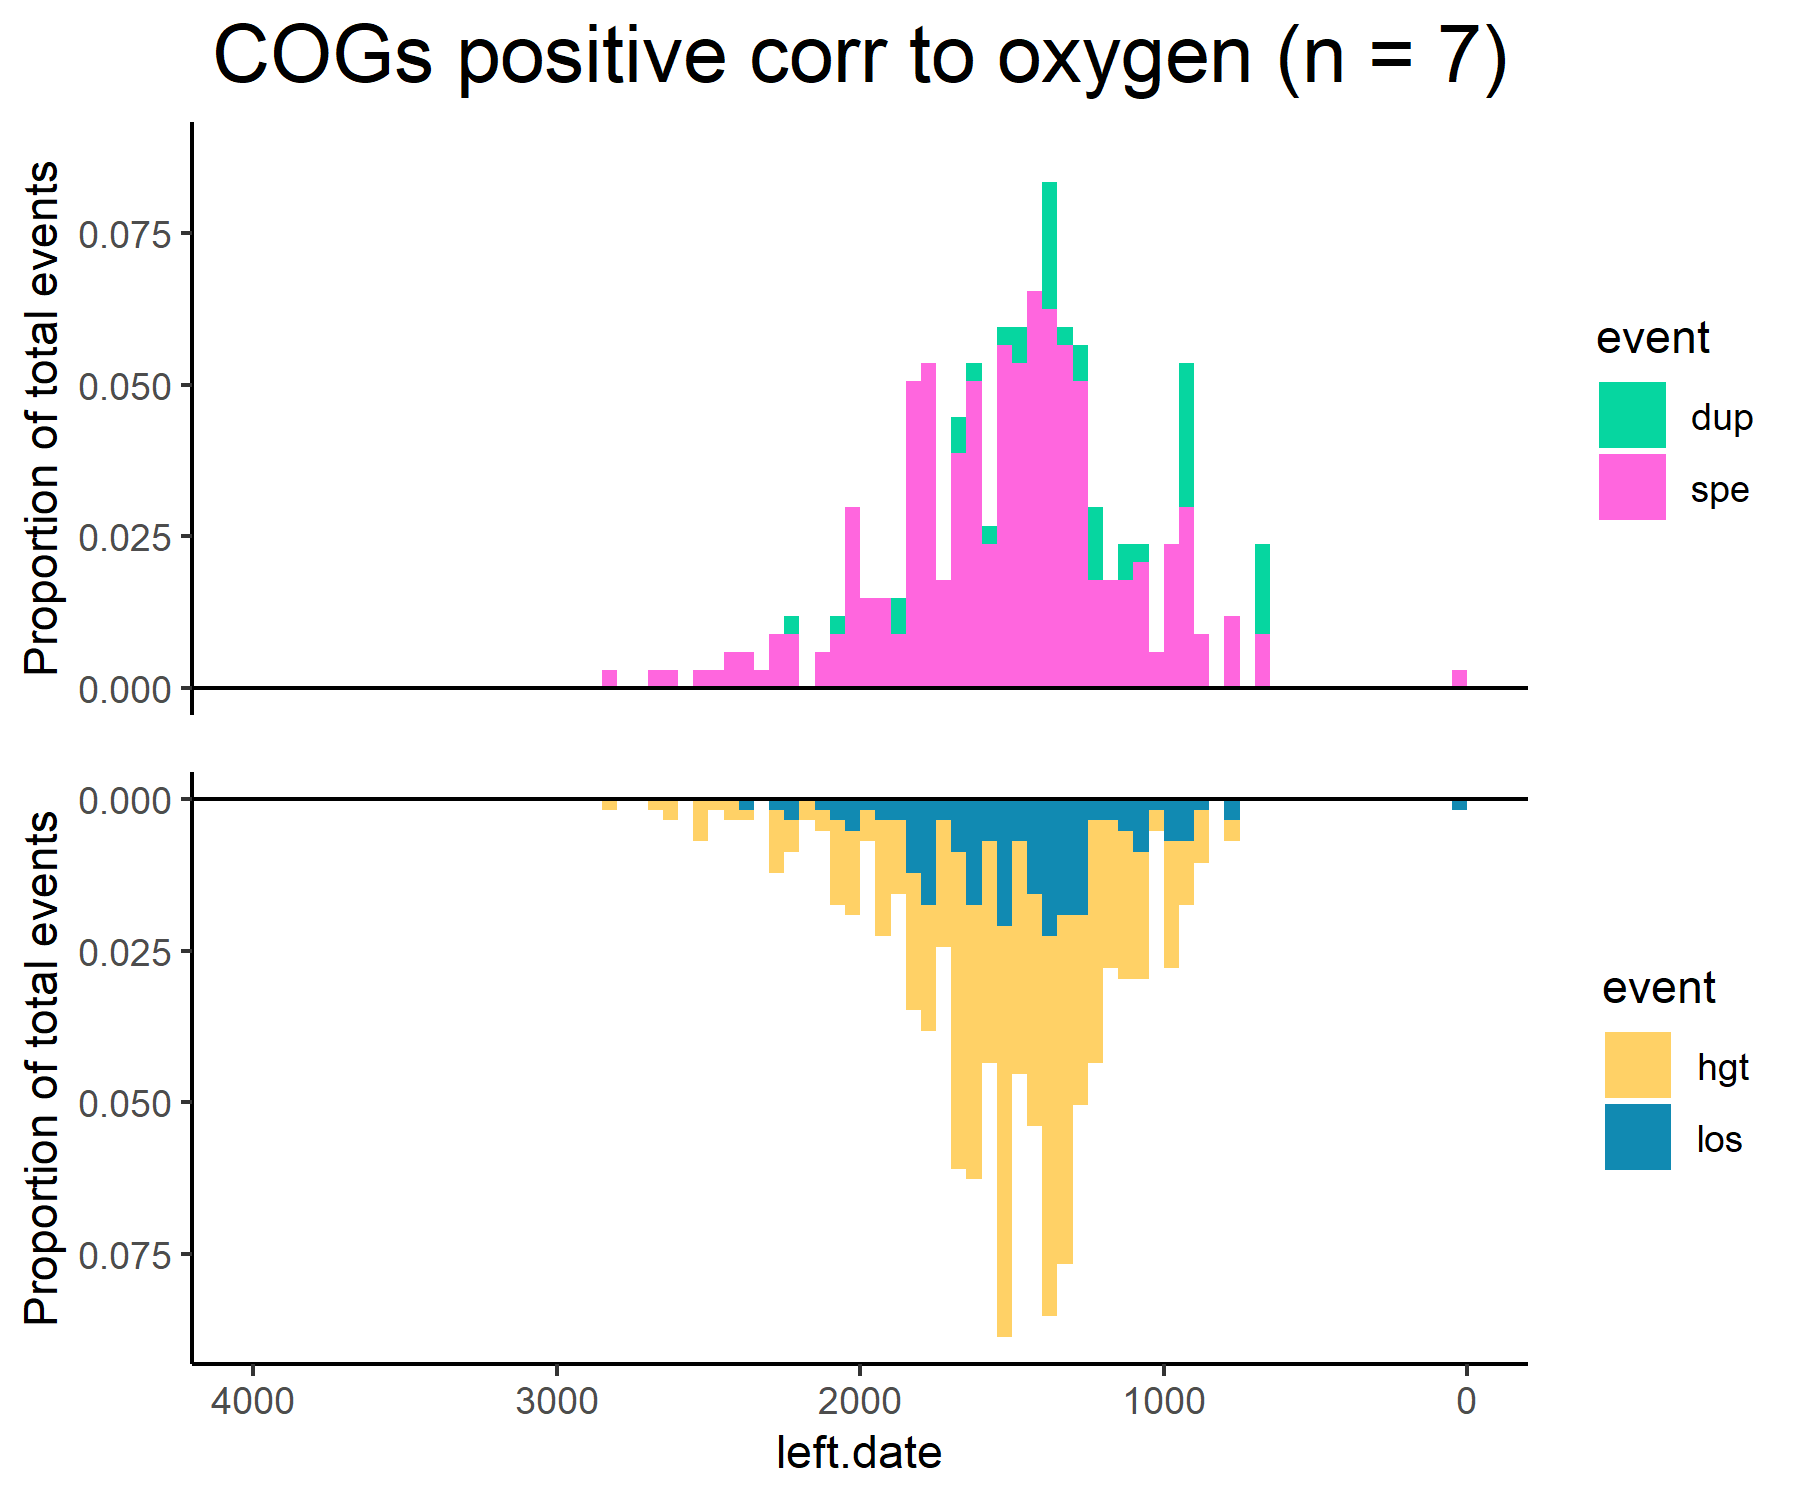 COGs positive corr to oxygen (n = 7)
Proportion of total events
0.075
0.050
0.025
0.000
event
dup
spe
Proportion of total events
0.000
0.025
0.050
0.075
event
hgt
los
4000 3000 2000 1000 0
left.date